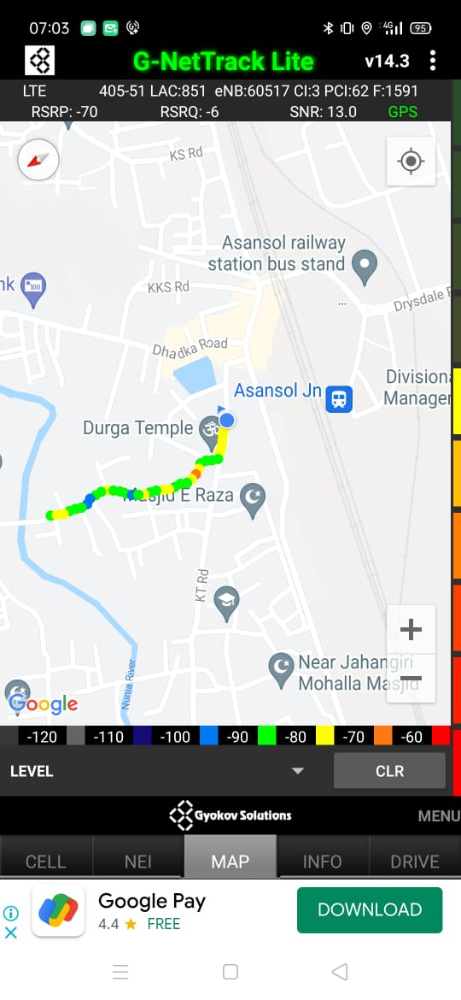 07:03
4G
95
G-NetTrack Lite
v14.3
LTE 405-51 LAC:851 eNB:60517 CI:3 PCI:62 F:1591
RSRP: -70 RSRQ: -6 SNR: 13.0 GPS
KS Rd
Asansol railway
station bus stand
nk
100
KKS Rd
...
Drysdale R
Dhadka Road
Asansol Jn
Division
Manager
Durga Temple
ॐ
Masjid E Raza
KT Rd
Near Jahangiri
Mohalla Masjid
Nunia River
Google
-120 -110 -100 -90 -80 -70 -60
LEVEL
CLR
Gyokov Solutions
MENU
CELL NEI MAP INFO DRIVE
Google Pay
4.4 ★ FREE
DOWNLOAD